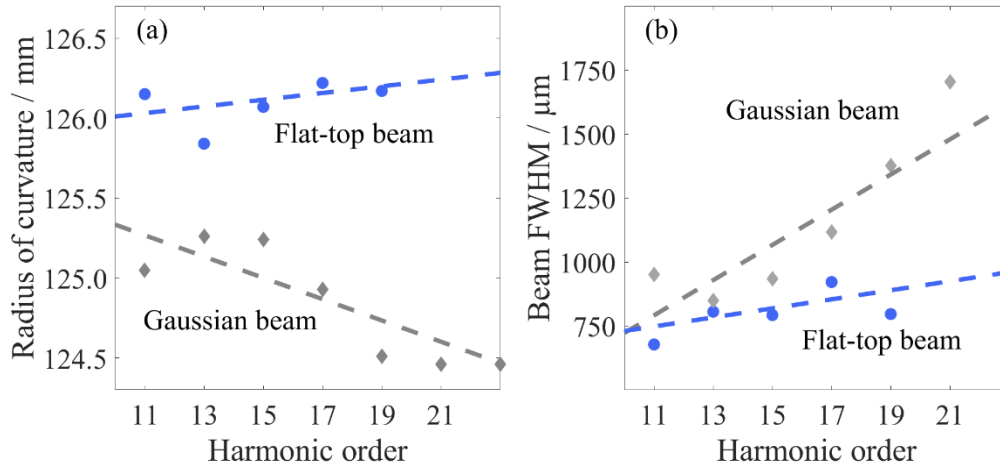 (a)
Radius of curvature / mm
126.5
126.0
125.5
125.0
124.5
Flat-top beam
Gaussian beam
11 13 15 17 19 21
Harmonic order
(b)
Beam FWHM / µm
1750
1500
1250
1000
750
Gaussian beam
Flat-top beam
11 13 15 17 19 21
Harmonic order